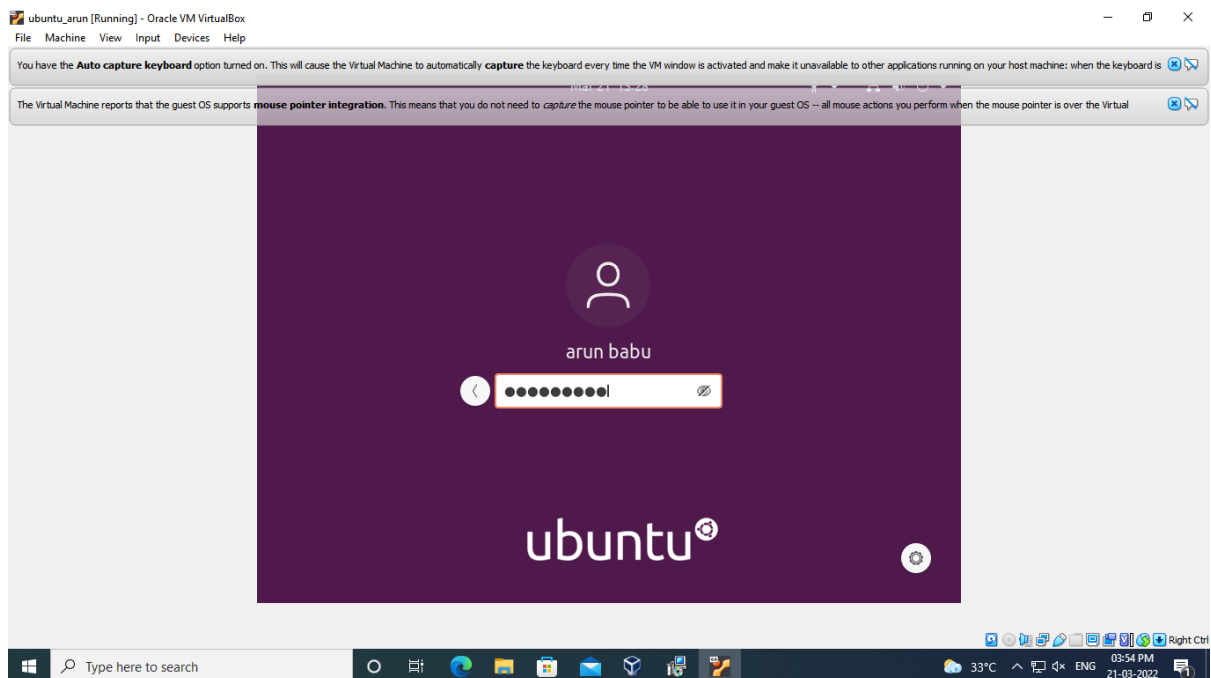 ubuntu_arun [Running] - Oracle VM VirtualBox
File Machine View Input Devices Help
You have the Auto capture keyboard option turned on. This will cause the Virtual Machine to automatically capture the keyboard every time the VM window is activated and make it unavailable to other applications running on your host machine: when the keyboard is
The Virtual Machine reports that the guest OS supports mouse pointer integration. This means that you do not need to capture the mouse pointer to be able to use it in your guest OS -- all mouse actions you perform when the mouse pointer is over the Virtual
arun babu
ubuntu
Right Ctrl
Type here to search
33°C
ENG
03:54 PM
21-03-2022
1